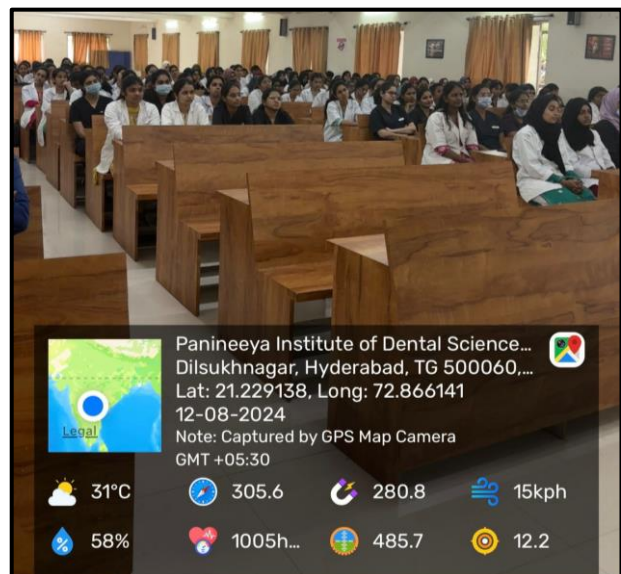 Panineeya Institute of Dental Science...
Dilsukhnagar, Hyderabad, TG 500060,...
Lat: 21.229138, Long: 72.866141
12-08-2024
Note: Captured by GPS Map Camera
GMT +05:30
Legal
31°C 305.6 280.8 15kph
58% 1005h... 485.7 12.2